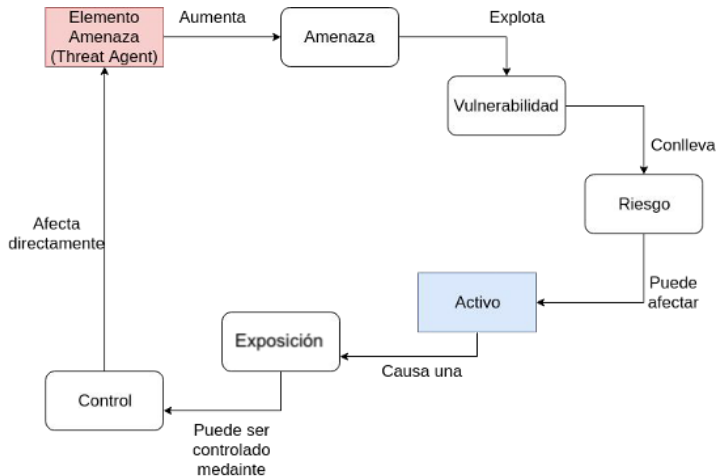 Elemento
Amenaza
(Threat Agent)
Aumenta
Amenaza
Explota
Vulnerabilidad
Conlleva
Riesgo
Puede
afectar
Activo
Causa una
Exposición
Puede ser
controlado
medainte
Control
Afecta
directamente